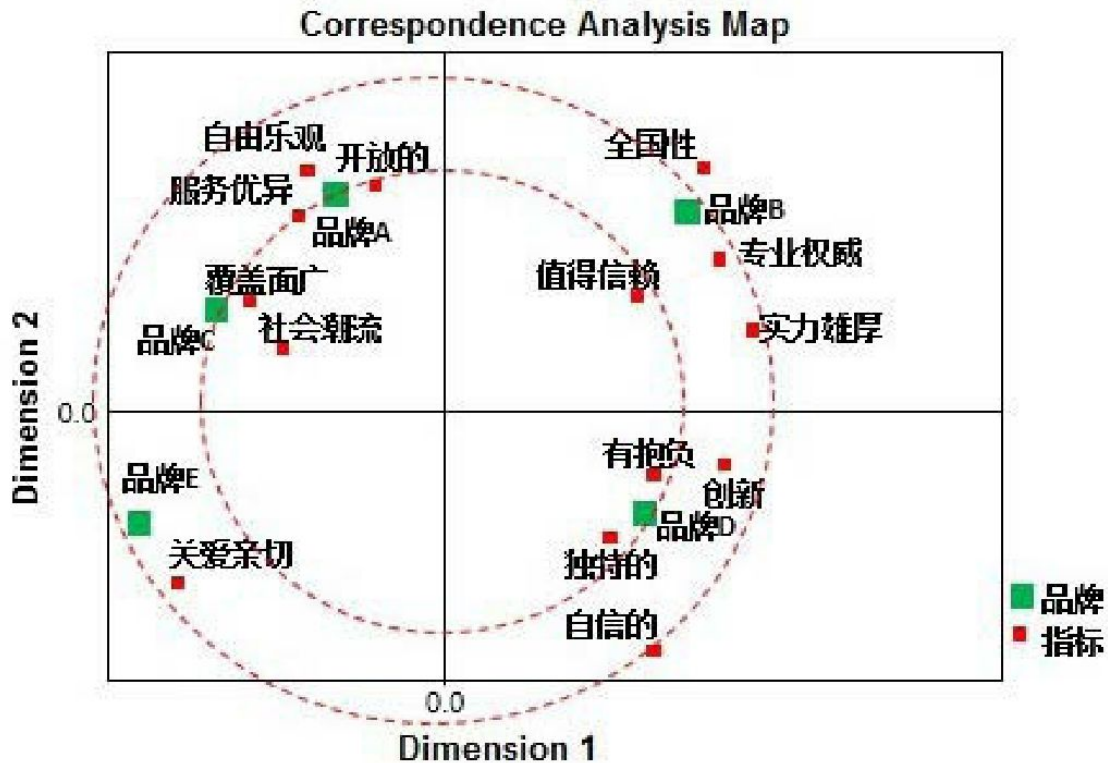 Correspondence Analysis Map
自由乐观
开放的
全国性
服务优异
品牌A
品牌B
专业权威
覆盖面广
值得信赖
品牌C
社会潮流
实力雄厚
Dimension 2
0.0
有抱负
品牌E
创新
品牌D
关爱亲切
独持的
自信的
品牌
指标
0.0
Dimension 1